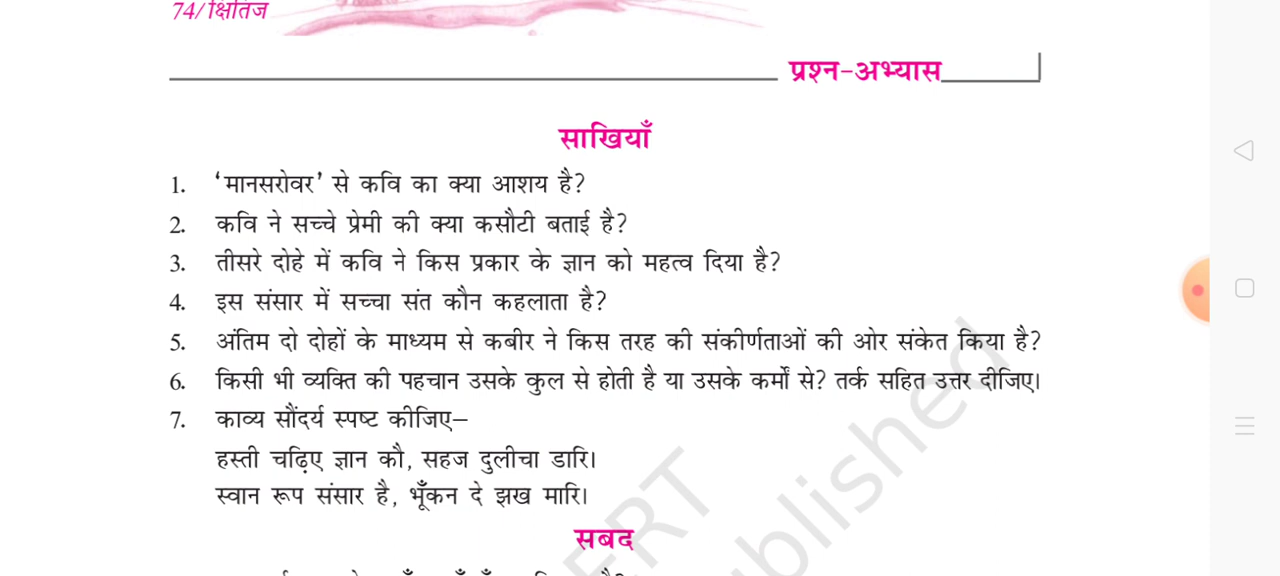 74/क्षितिज
प्रश्न-अभ्यास
साखियाँ
1. ‘मानसरोवर’ से कवि का क्या आशय है?
2. कवि ने सच्चे प्रेमी की क्या कसौटी बताई है?
3. तीसरे दोहे में कवि ने किस प्रकार के ज्ञान को महत्व दिया है?
4. इस संसार में सच्चा संत कौन कहलाता है?
5. अंतिम दो दोहों के माध्यम से कबीर ने किस तरह की संकीर्णताओं की ओर संकेत किया है?
6. किसी भी व्यक्ति की पहचान उसके कुल से होती है या उसके कर्मों से? तर्क सहित उत्तर दीजिए।
7. काव्य सौंदर्य स्पष्ट कीजिए–
हस्ती चढ़िए ज्ञान कौ, सहज दुलीचा डारि।
स्वान रूप संसार है, भूँकन दे झख मारि।
सबद